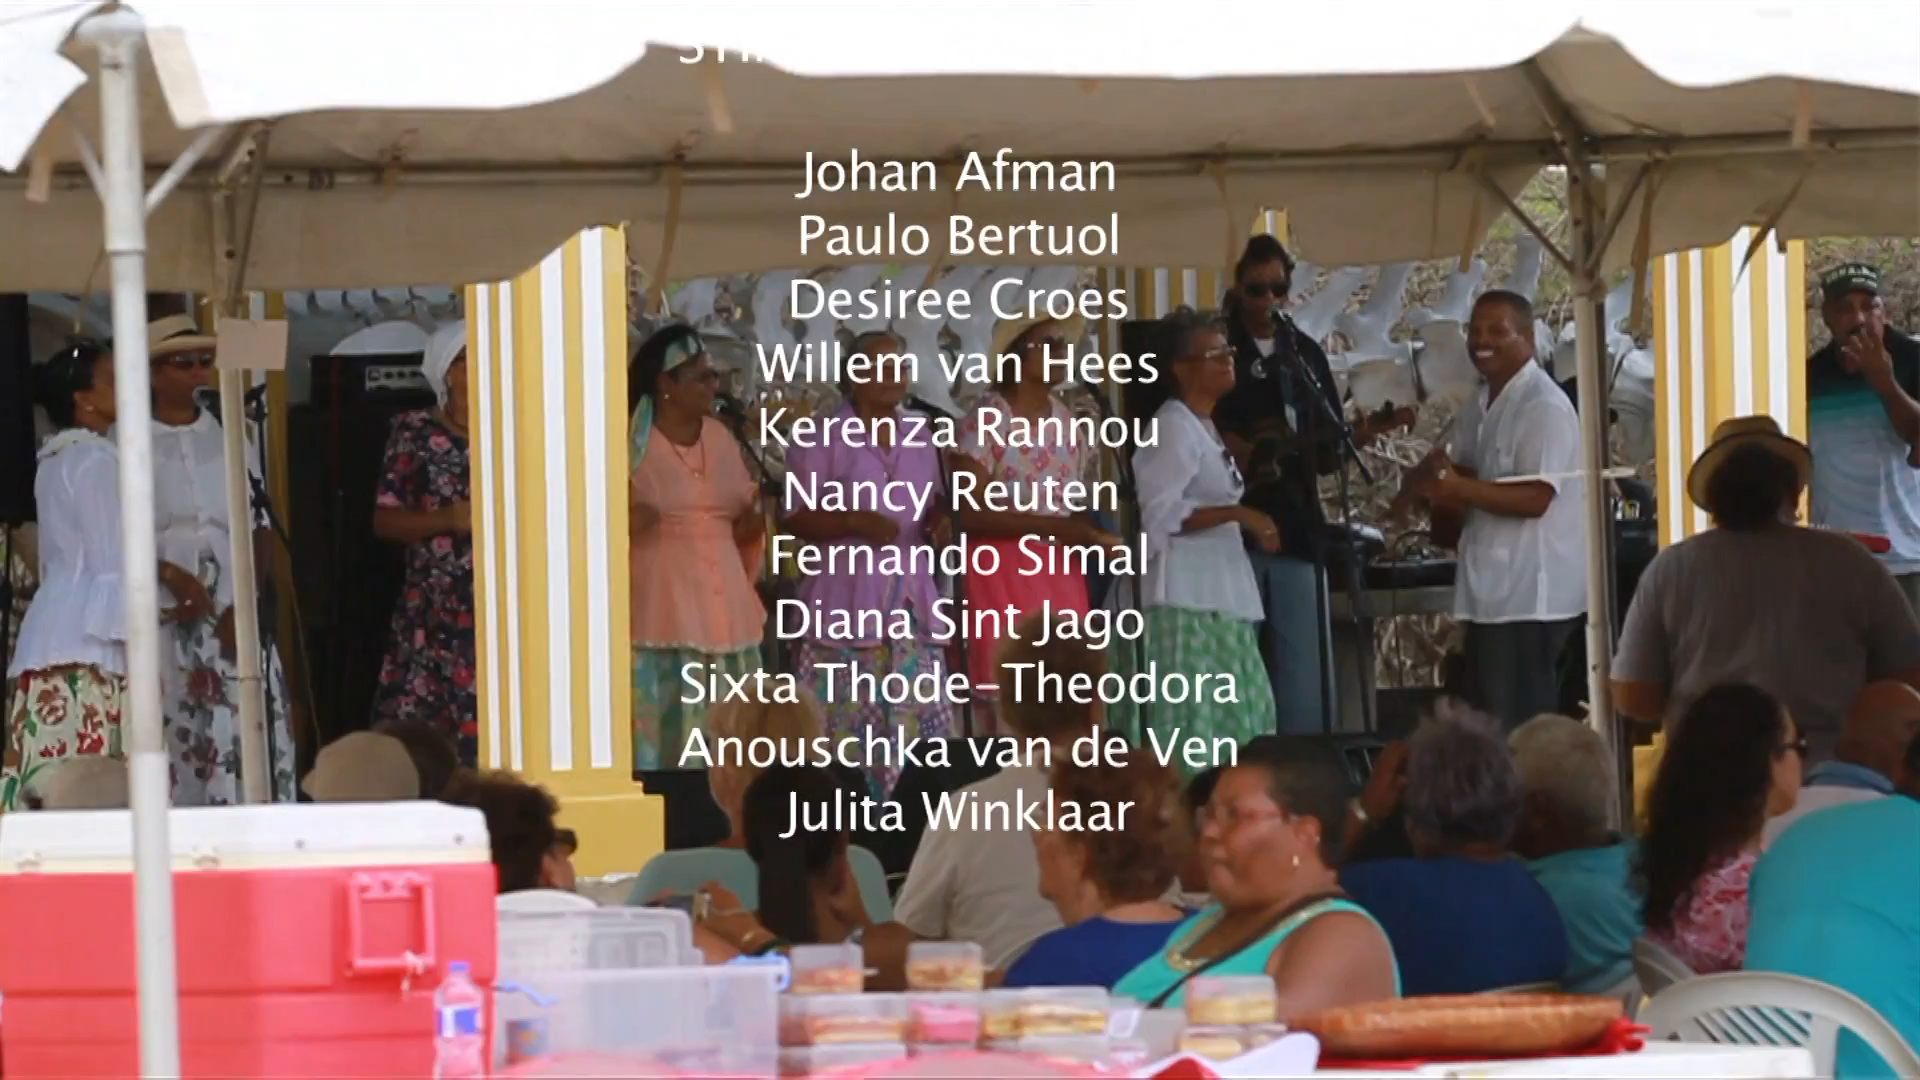 Johan Afman
Paulo Bertuol
Desiree Croes
Willem van Hees
Kerenza Rannou
Nancy Reuten
Fernando Simal
Diana Sint Jago
Sixta Thode-Theodora
Anouschka van de Ven
Julita Winklaar